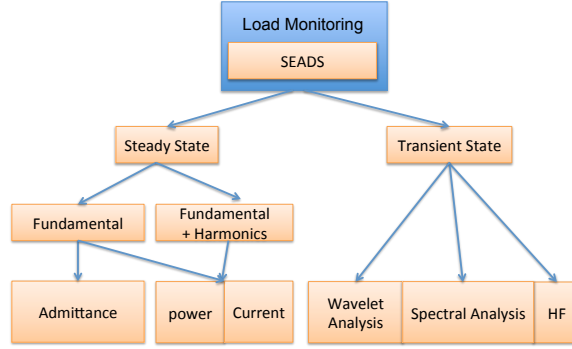 Load Monitoring
SEADS
Steady State
Transient State
Fundamental
Fundamental
+ Harmonics
Admittance
power
Current
Wavelet
Analysis
Spectral Analysis
HF